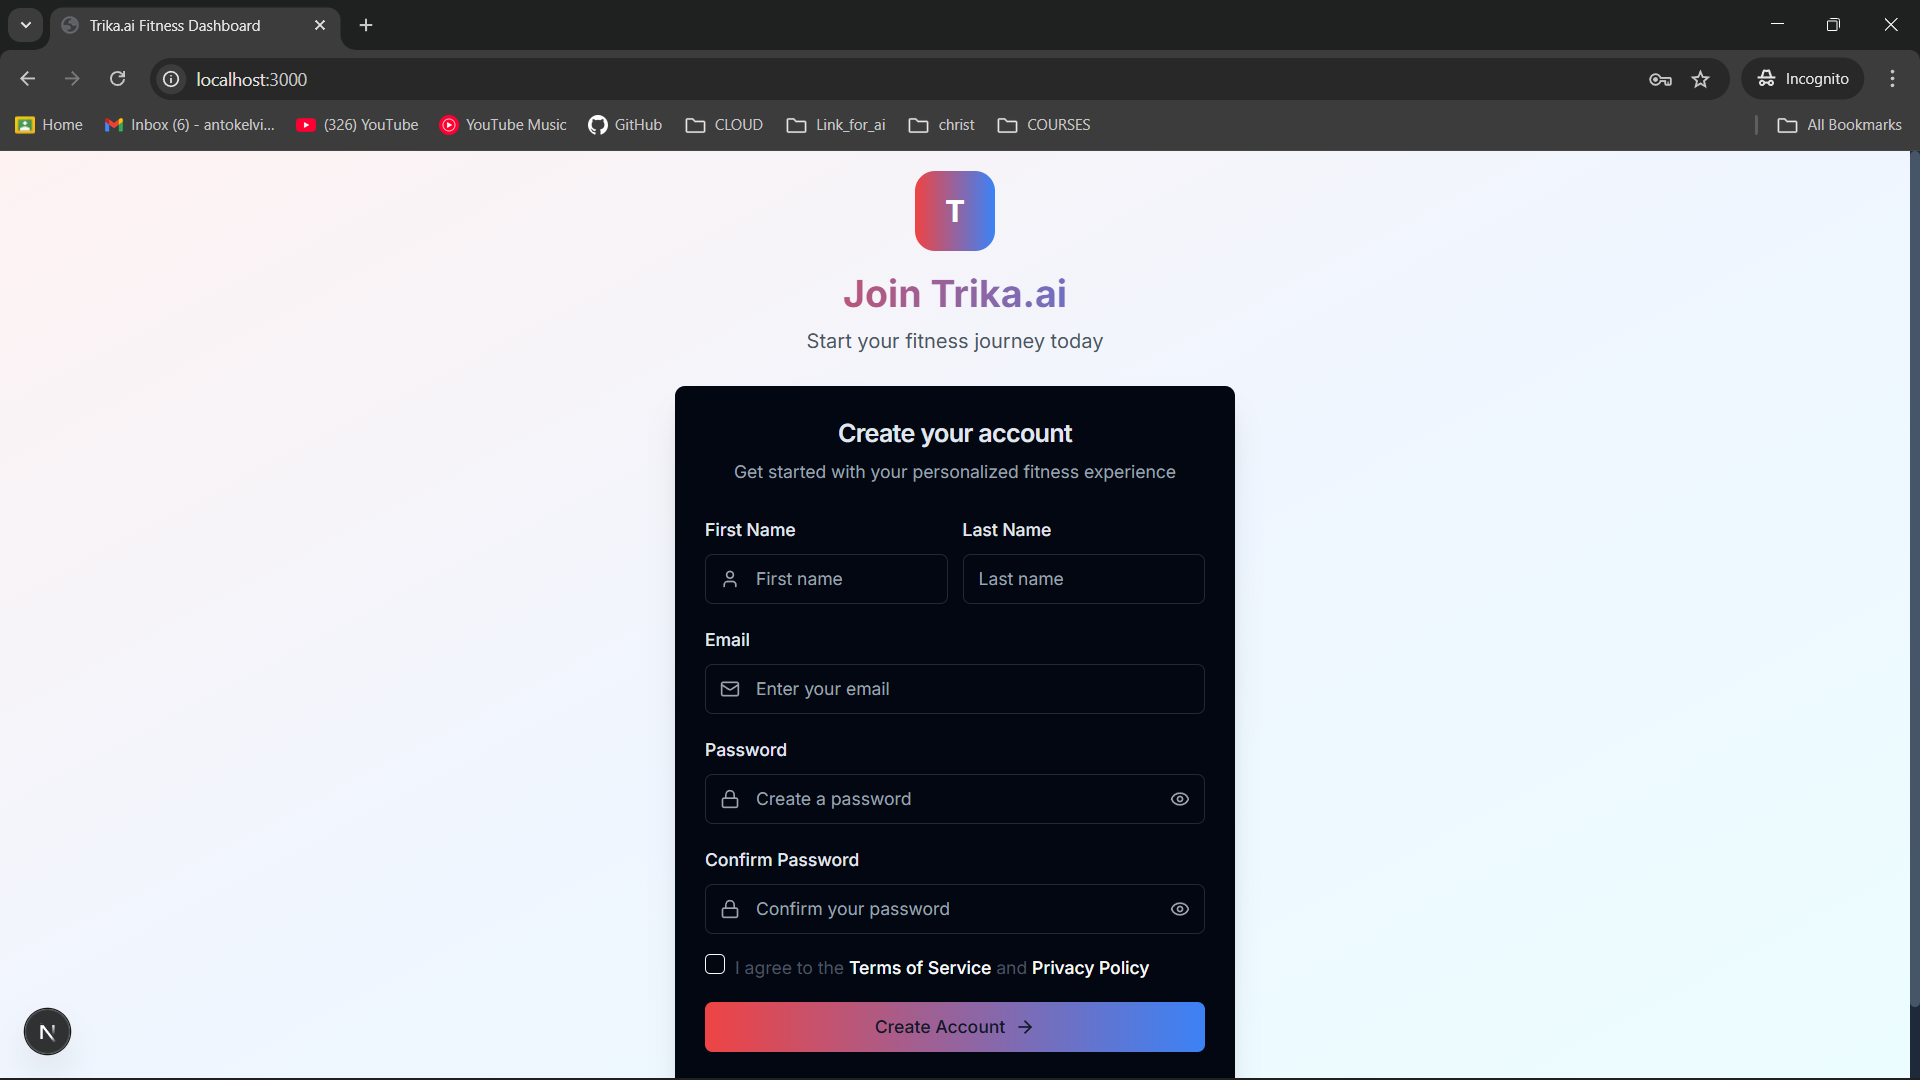 Trika.ai Fitness Dashboard
localhost:3000
Incognito
Home
Inbox (6) - antokelvi...
(326) YouTube
YouTube Music
GitHub
CLOUD
Link_for_ai
christ
COURSES
All Bookmarks
T
Join Trika.ai
Start your fitness journey today
Create your account
Get started with your personalized fitness experience
First Name
Last Name
First name
Last name
Email
Enter your email
Password
Create a password
Confirm Password
Confirm your password
I agree to the Terms of Service and Privacy Policy
Create Account
N